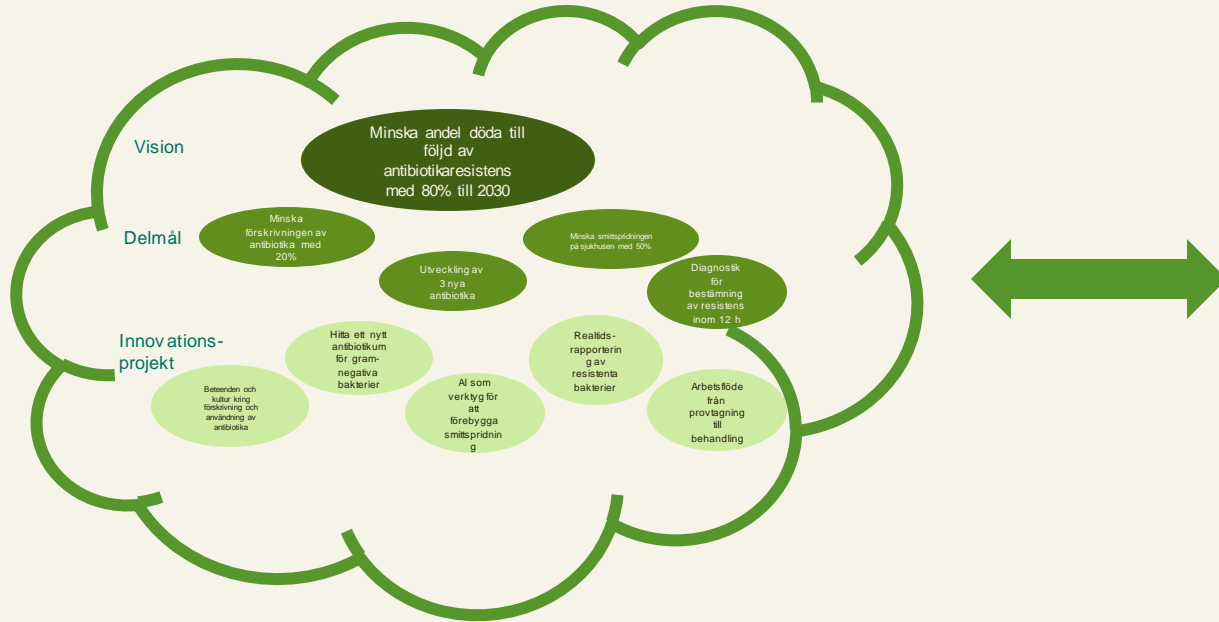 Vision
Minska andel döda till
följd av
antibiotikaresistens
med 80% till 2030
Delmål
Minska
förskrivningen av
antibiotika med
20%
Utveckling av
3 nya
antibiotika
Minska smittspridningen
på sjukhusen med 50%
Diagnostik
för
bestämning
av resistens
inom 12 h
Innovations-
projekt
Beteenden och
kultur kring
förskrivning och
användning av
antibiotika
Hitta ett nytt
antibiotikum
för gram-
negativa
bakterier
AI som
verktyg för
att
förebygga
smittspridnin
g
Realtids-
rapporterin
g av
resistenta
bakterier
Arbetsflöde
från
provtagning
till
behandling